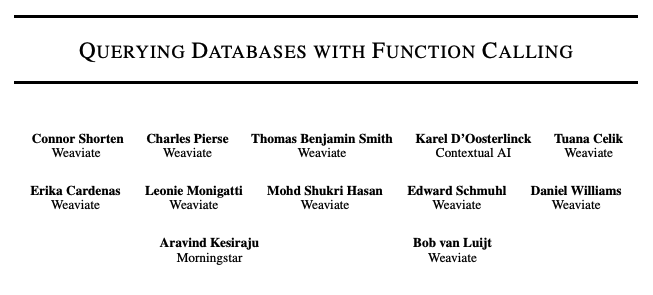 QUERYING DATABASES WITH FUNCTION CALLING
Connor Shorten Charles Pierse Thomas Benjamin Smith Karel D'Oosterlinck Tuana Celik
Weaviate Weaviate Weaviate Contextual AI Weaviate
Erika Cardenas Leonie Monigatti Mohd Shukri Hasan Edward Schmuhl Daniel Williams
Weaviate Weaviate Weaviate Weaviate Weaviate
Aravind Kesiraju Bob van Luijt
Morningstar Weaviate